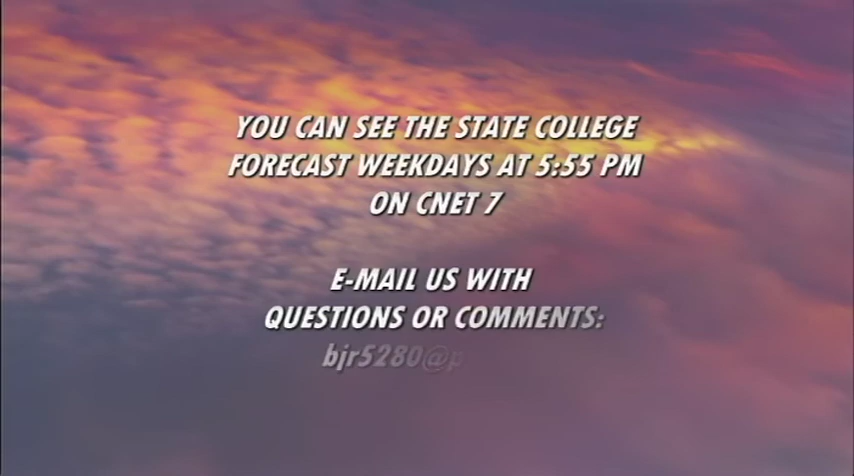 YOU CAN SEE THE STATE COLLEGE
FORECAST WEEKDAYS AT 5:55 PM
ON CNET 7
E-MAIL US WITH
QUESTIONS OR COMMENTS:
bjr5280@p